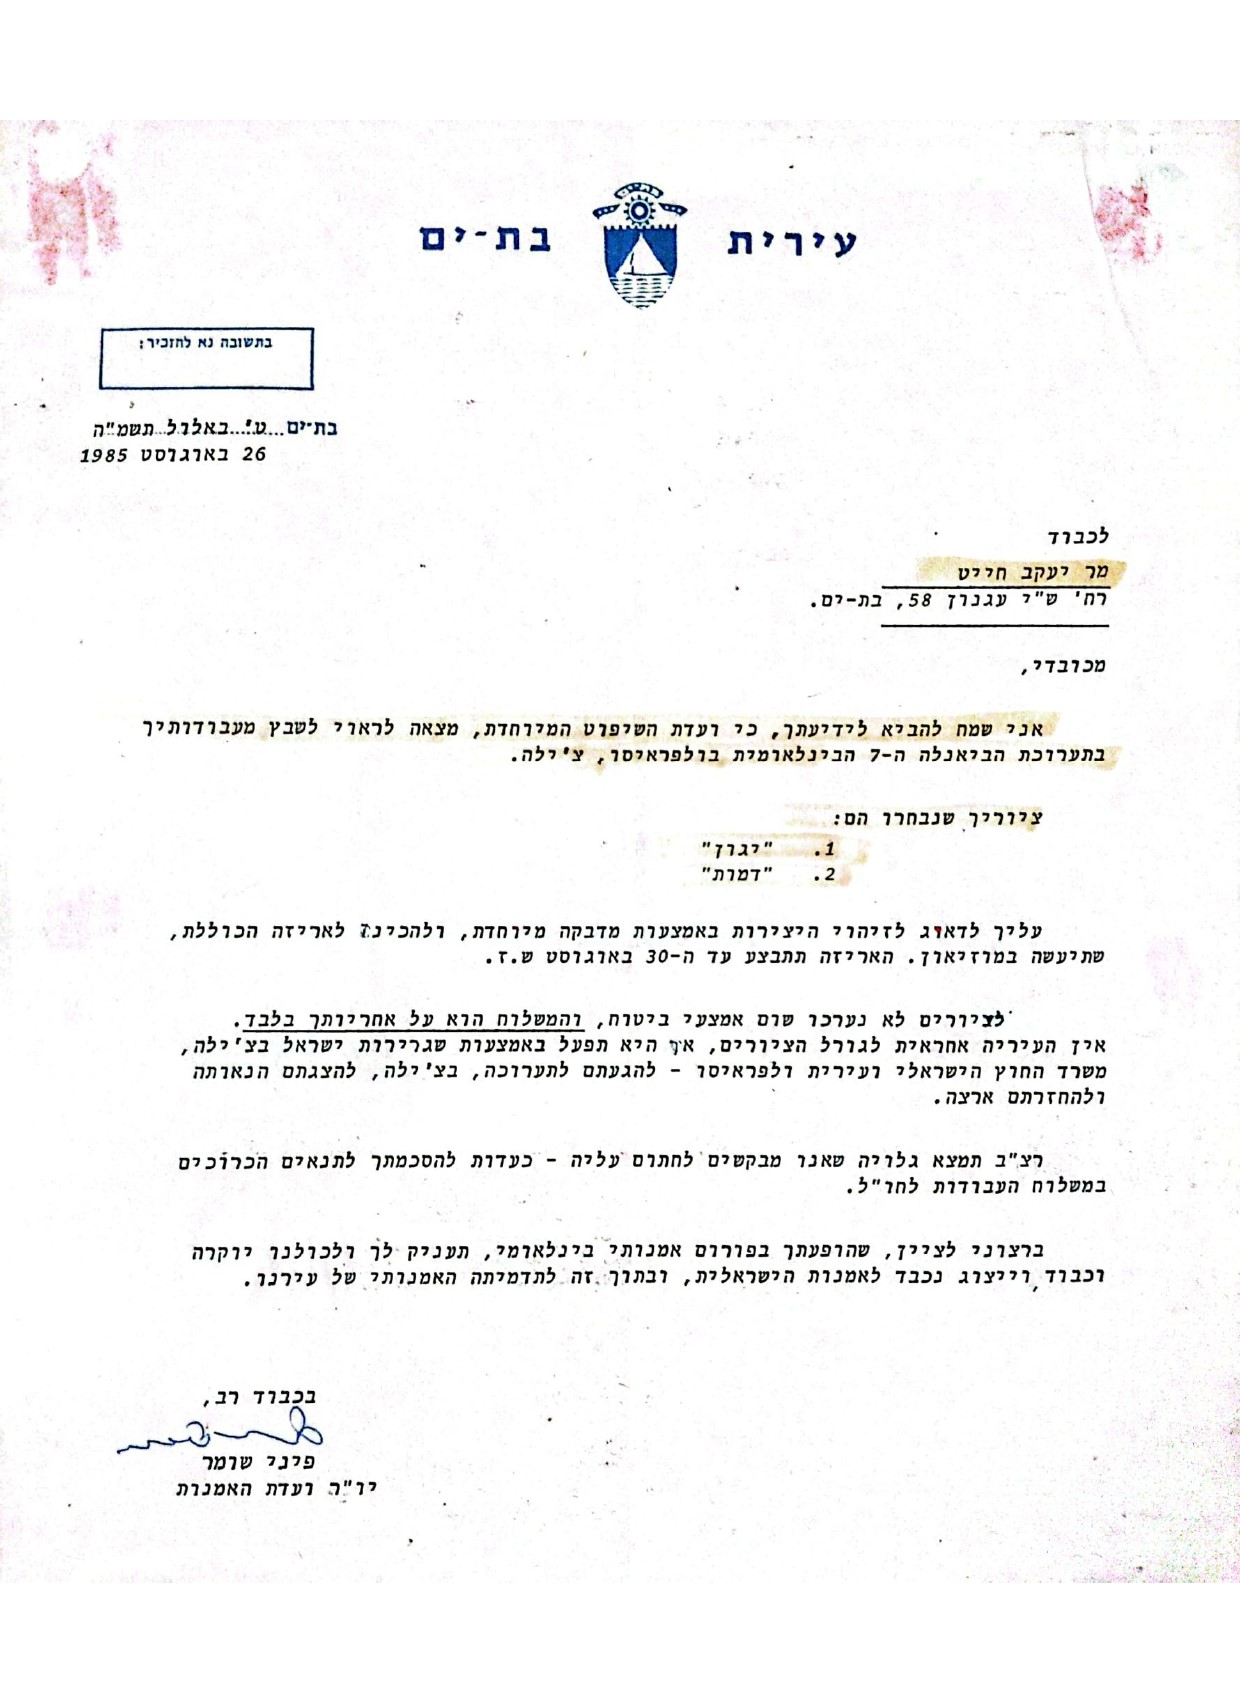 עירית בת-ים
בת-ים
בתשובה נא להזכיר:
בת-ים ט' באלול תשמ"ה
26 באוגוסט 1985
לכבוד
מר יעקב חייט
רח' ש"י עגנון 58, בת-ים.
מכובדי,
אני שמח להביא לידיעתך, כי ועדת השיפוט המיוחדת, מצאה לראוי לשבץ מעבודותיך
בתערוכת הביאנלה ה-7 הבינלאומית בולפראיסו, צ'ילה.
ציוריך שנבחרו הם:
1. "יגון"
2. "דמות"
עליך לדאוג לזיהוי היצירות באמצעות מדבקה מיוחדת, ולהכינן לאריזה הכוללת,
שתיעשה במוזיאון. האריזה תתבצע עד ה-30 באוגוסט ש.ז.
לציורים לא נערכו שום אמצעי ביטוח, והמשלוח הוא על אחריותך בלבד.
אין העיריה אחראית לגורל הציורים, אך היא תפעל באמצעות שגרירות ישראל בצ'ילה,
משרד החוץ הישראלי ועירית ולפראיסו - להגעתם לתערוכה, בצ'ילה, להצגתם הנאותה
ולהחזרתם ארצה.
רצ"ב תמצא גלויה שאנו מבקשים לחתום עליה - כעדות להסכמתך לתנאים הכרוכים
במשלוח העבודות לחו"ל.
ברצוני לציין, שהופעתך בפורום אמנותי בינלאומי, תעניק לך ולכולנו יוקרה
וכבוד, וייצוג נכבד לאמנות הישראלית, ובתוך זה לתדמיתה האמנותי של עירנו.
בכבוד רב,
פיני שומר
יו"ר ועדת האמנות